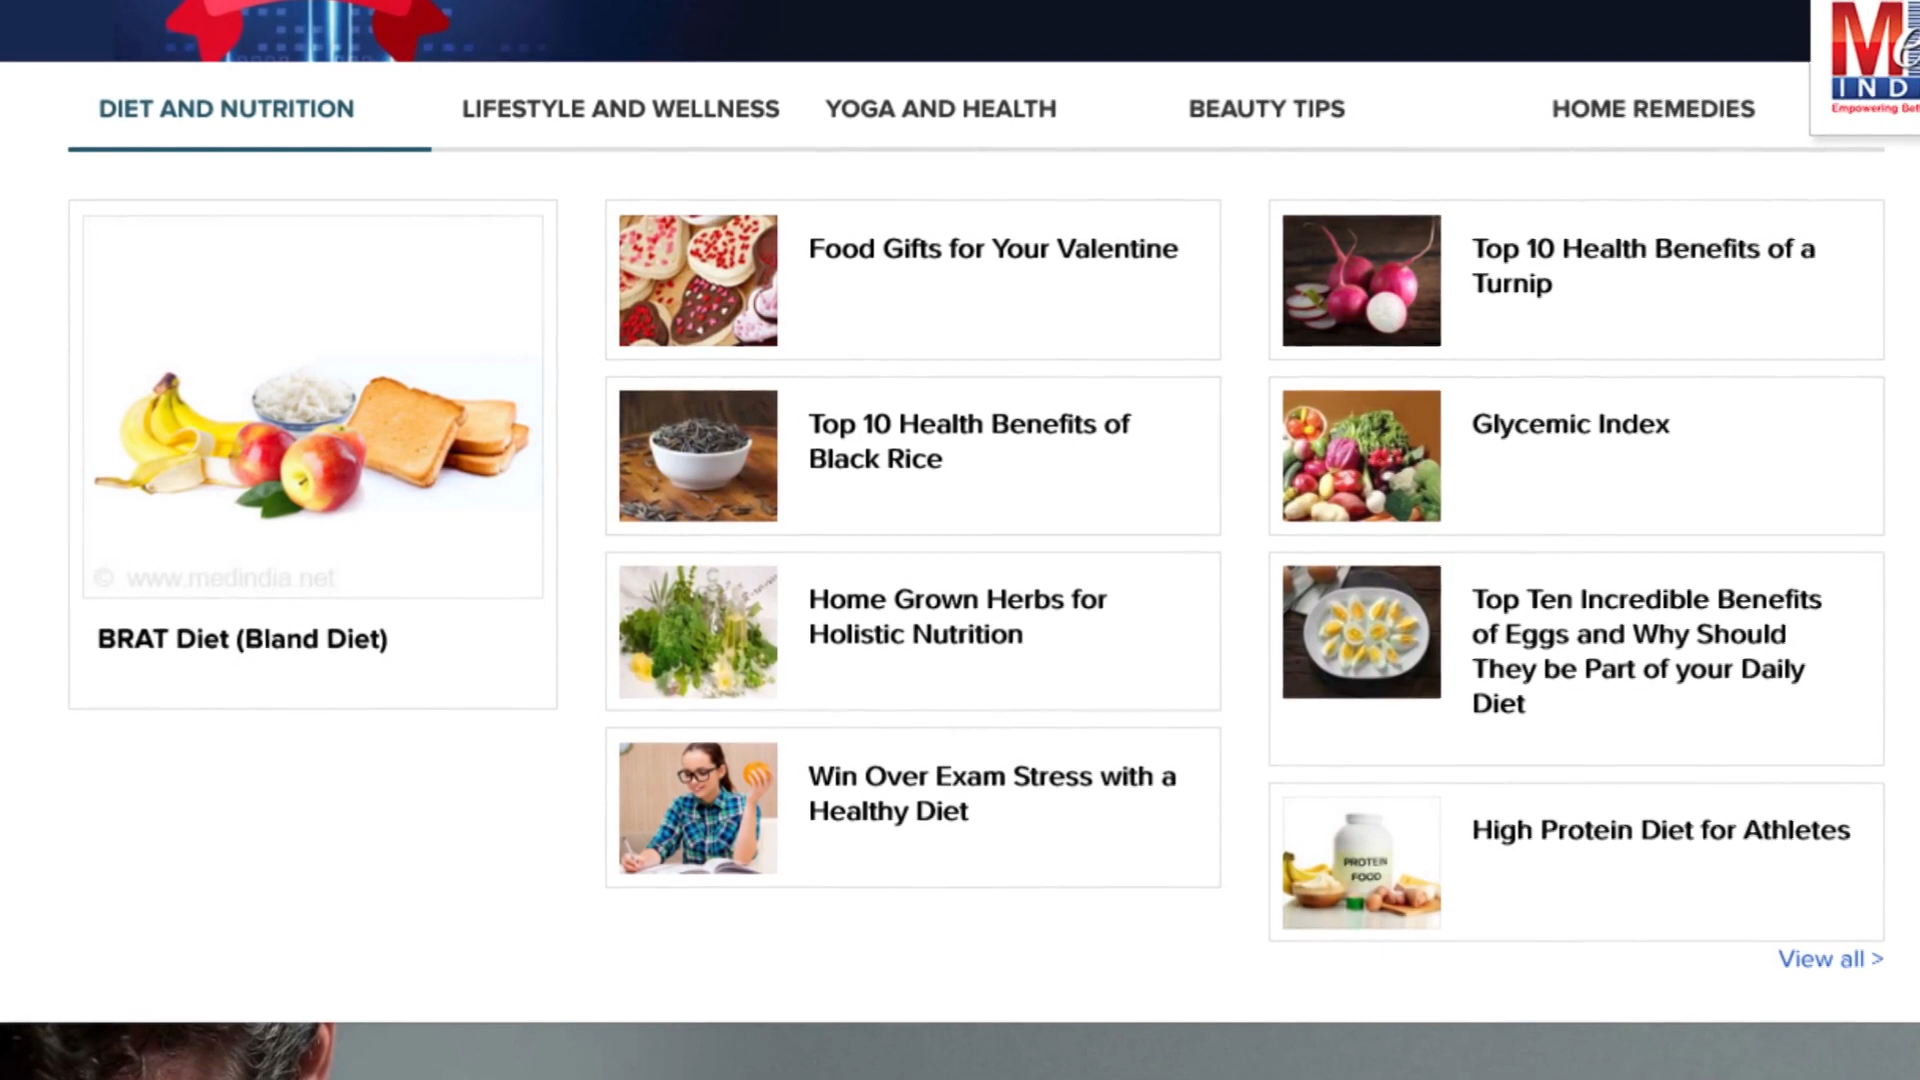 DIET AND NUTRITION
LIFESTYLE AND WELLNESS
YOGA AND HEALTH
BEAUTY TIPS
HOME REMEDIES
IND
Empowering
© www.medindia.net
BRAT Diet (Bland Diet)
Food Gifts for Your Valentine
Top 10 Health Benefits of
Black Rice
Home Grown Herbs for
Holistic Nutrition
Win Over Exam Stress with a
Healthy Diet
Top 10 Health Benefits of a
Turnip
Glycemic Index
Top Ten Incredible Benefits
of Eggs and Why Should
They be Part of your Daily
Diet
PROTEIN
FOOD
High Protein Diet for Athletes
View all >